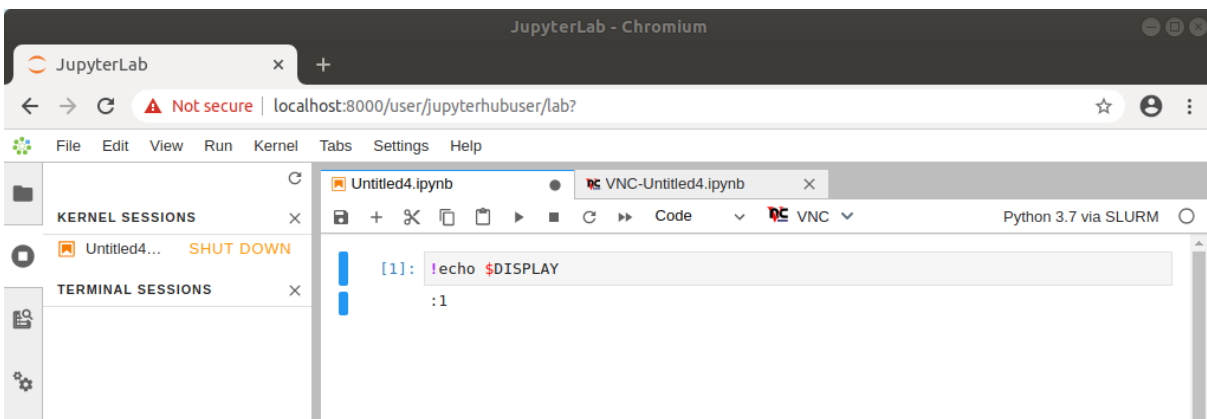 JupyterLab - Chromium
JupyterLab
Not secure | localhost:8000/user/jupyterhubuser/lab?
File Edit View Run Kernel Tabs Settings Help
Untitled4.ipynb VNC-Untitled4.ipynb
KERNEL SESSIONS
Code VNC Python 3.7 via SLURM
Untitled4... SHUT DOWN
[1]: !echo $DISPLAY
TERMINAL SESSIONS
:1